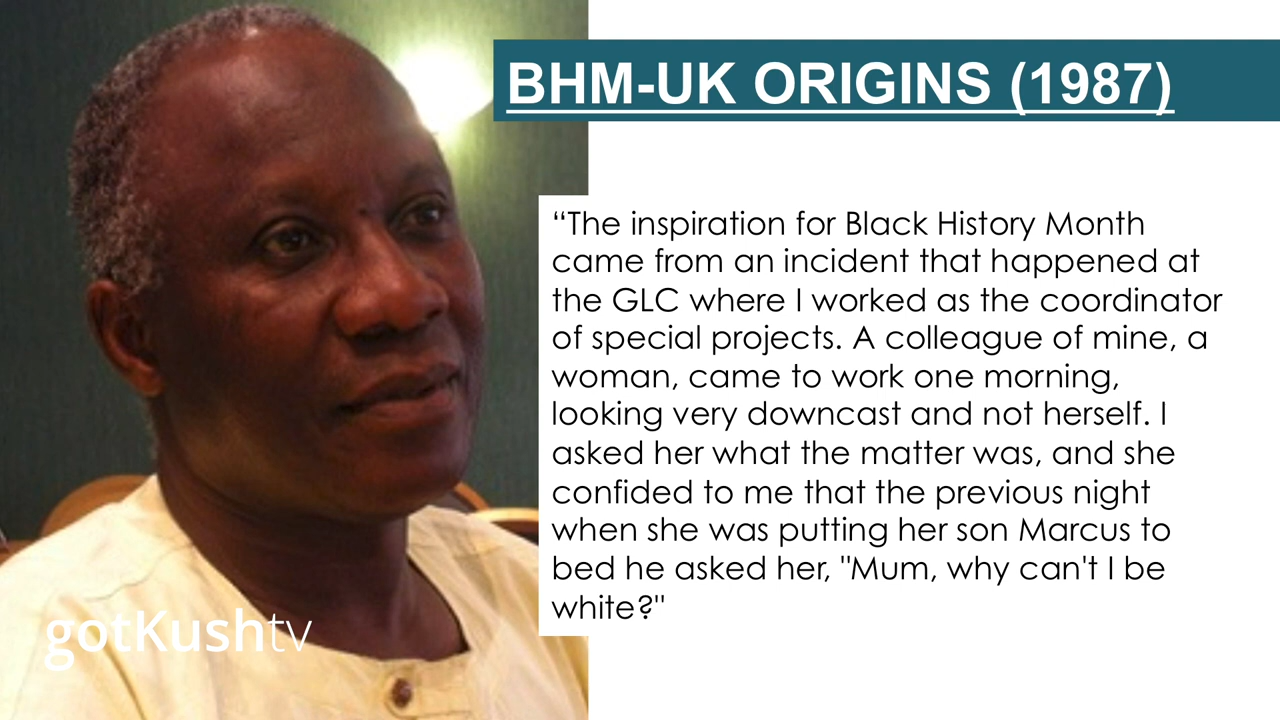 BHM-UK ORIGINS (1987)
“The inspiration for Black History Month
came from an incident that happened at
the GLC where I worked as the coordinator
of special projects. A colleague of mine, a
woman, came to work one morning,
looking very downcast and not herself. I
asked her what the matter was, and she
confided to me that the previous night
when she was putting her son Marcus to
bed he asked her, "Mum, why can't I be
white?"
gotKushtv